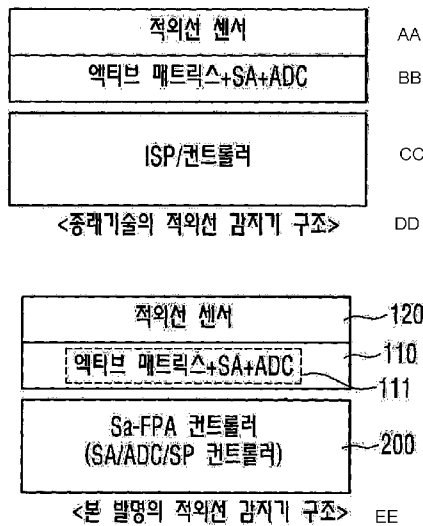 적외선 센서 AA
액티브 매트릭스+SA+ADC BB
ISP/컨트롤러 CC
<종래기술의 적외선 감지기 구조> DD
적외선 센서 120
액티브 매트릭스+SA+ADC 110
111
Sa-FPA 컨트롤러
(SA/ADC/SP 컨트롤러) 200
<본 발명의 적외선 감지기 구조> EE